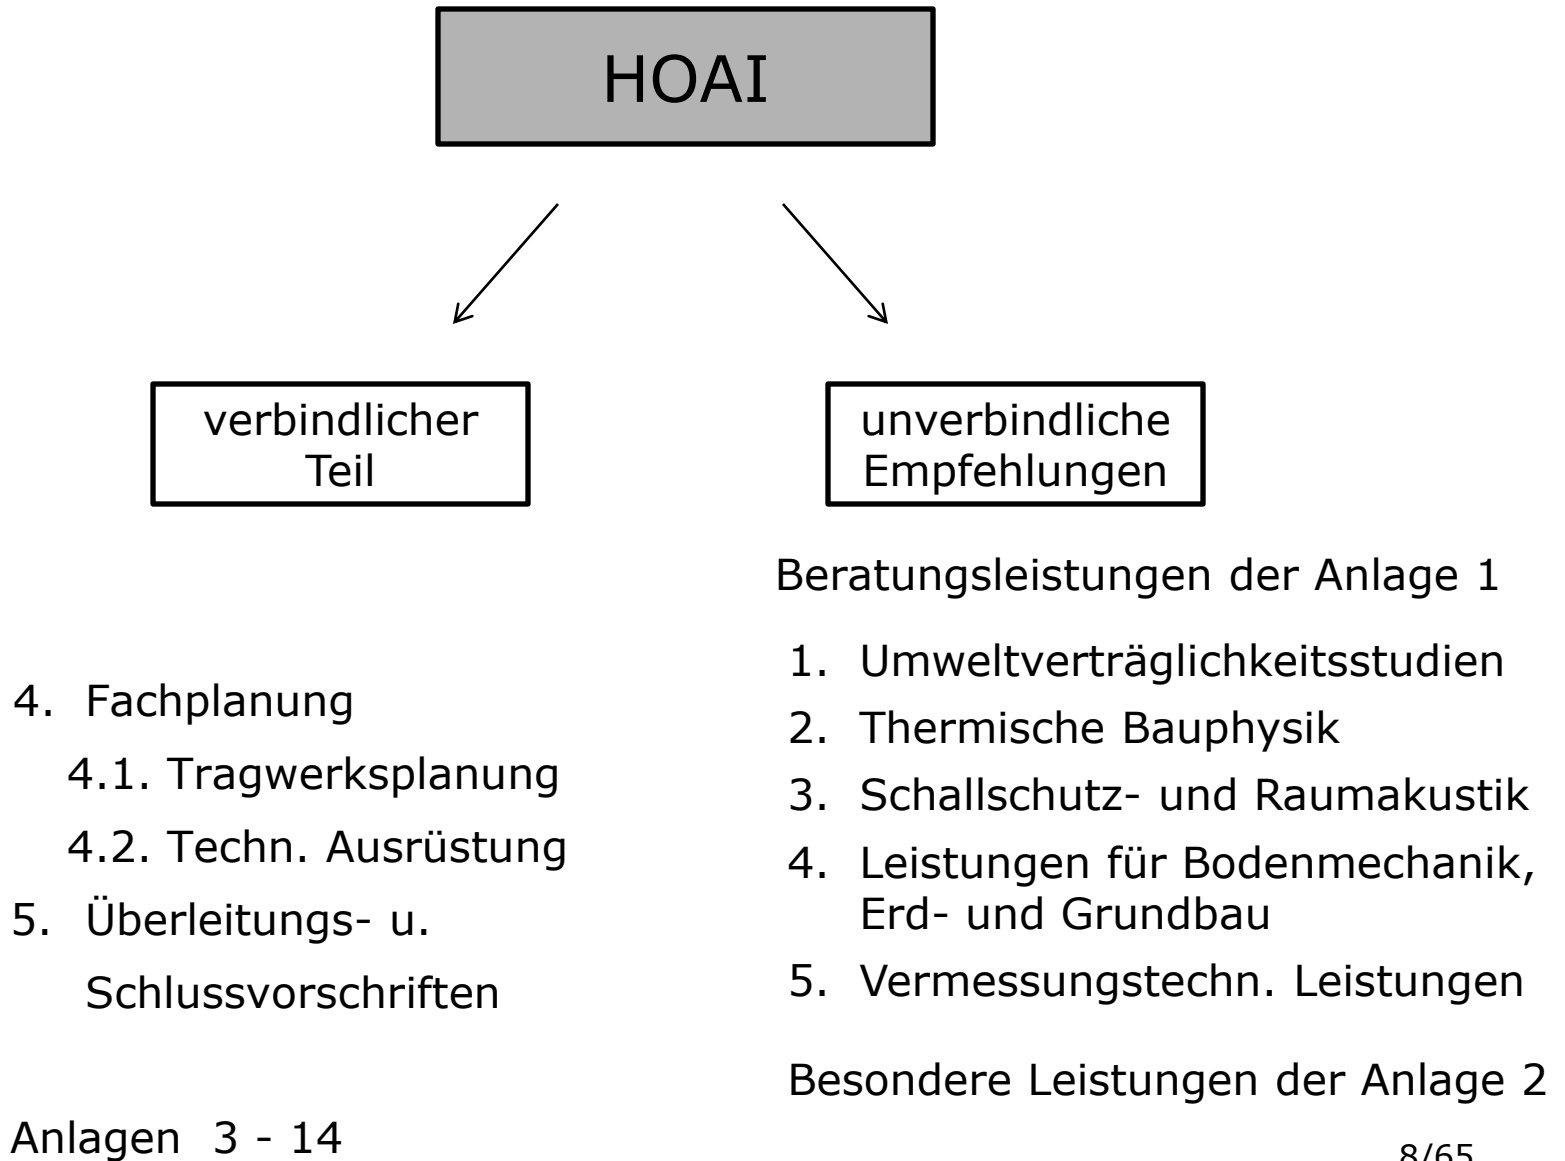 HOAI
verbindlicher
Teil
4. Fachplanung
4.1. Tragwerksplanung
4.2. Techn. Ausrüstung
5. Überleitungs- u.
Schlussvorschriften
Anlagen 3 - 14
unverbindliche
Empfehlungen
Beratungsleistungen der Anlage 1
1. Umweltverträglichkeitsstudien
2. Thermische Bauphysik
3. Schallschutz- und Raumakustik
4. Leistungen für Bodenmechanik,
Erd- und Grundbau
5. Vermessungstechn. Leistungen
Besondere Leistungen der Anlage 2
8/65